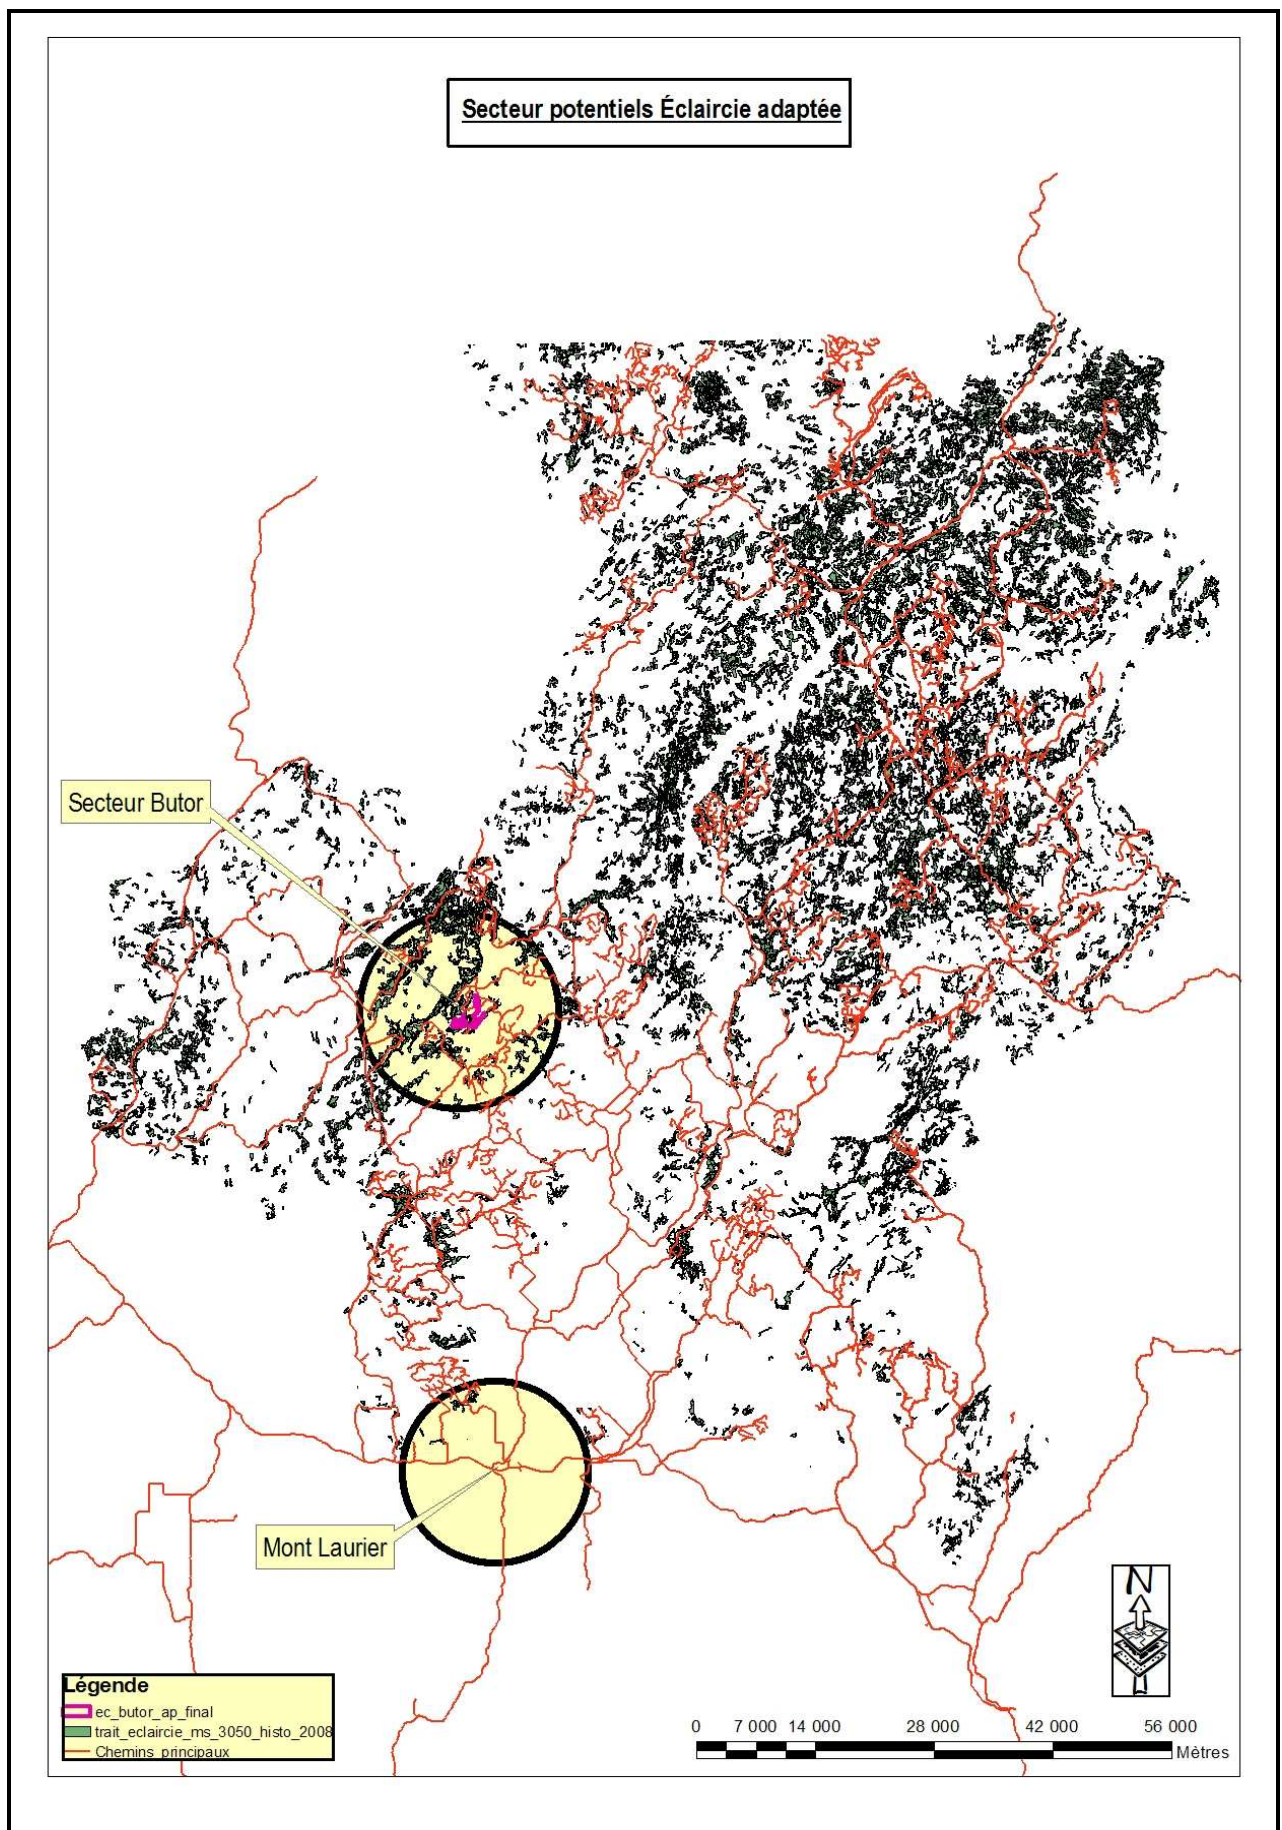 Secteur potentiels Éclaircie adaptée
Secteur Butor
Mont Laurier
N
Légende
ec_butor_ap_final
trait_eclaircie_ms_3050_histo_2008
Chemins_principaux
0 7 000 14 000 28 000 42 000 56 000
Mètres